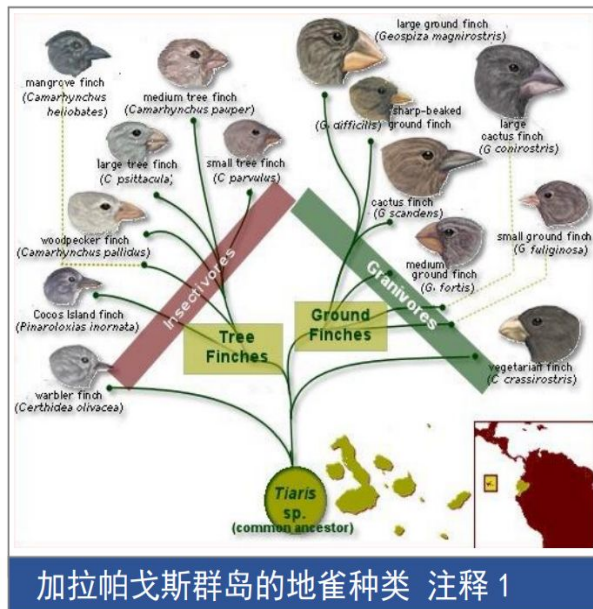 large ground finch
(Geospiza magnirostris)
mangrove finch
(Camarhynchus
heliobates)
medium tree finch
(Camarhynchus pauper)
sharp-beaked
ground finch
(G. difficilis)
large
cactus finch
(G conirostris)
large tree finch
(C psittacula)
small tree finch
(C parvulus)
cactus finch
(G scandens)
woodpecker finch
(Camarhynchus pallidus)
small ground finch
(G fuliginosa)
medium
ground finch
(G. fortis)
Insectivores
Granivores
Cocos Island finch
(Pinaroloxias inornata)
Tree
Finches
Ground
Finches
warbler finch
(Certhidea olivacea)
vegetarian finch
(C crassirostris)
Tiaris
sp.
(common ancestor)
加拉帕戈斯群岛的地雀种类 注释 1